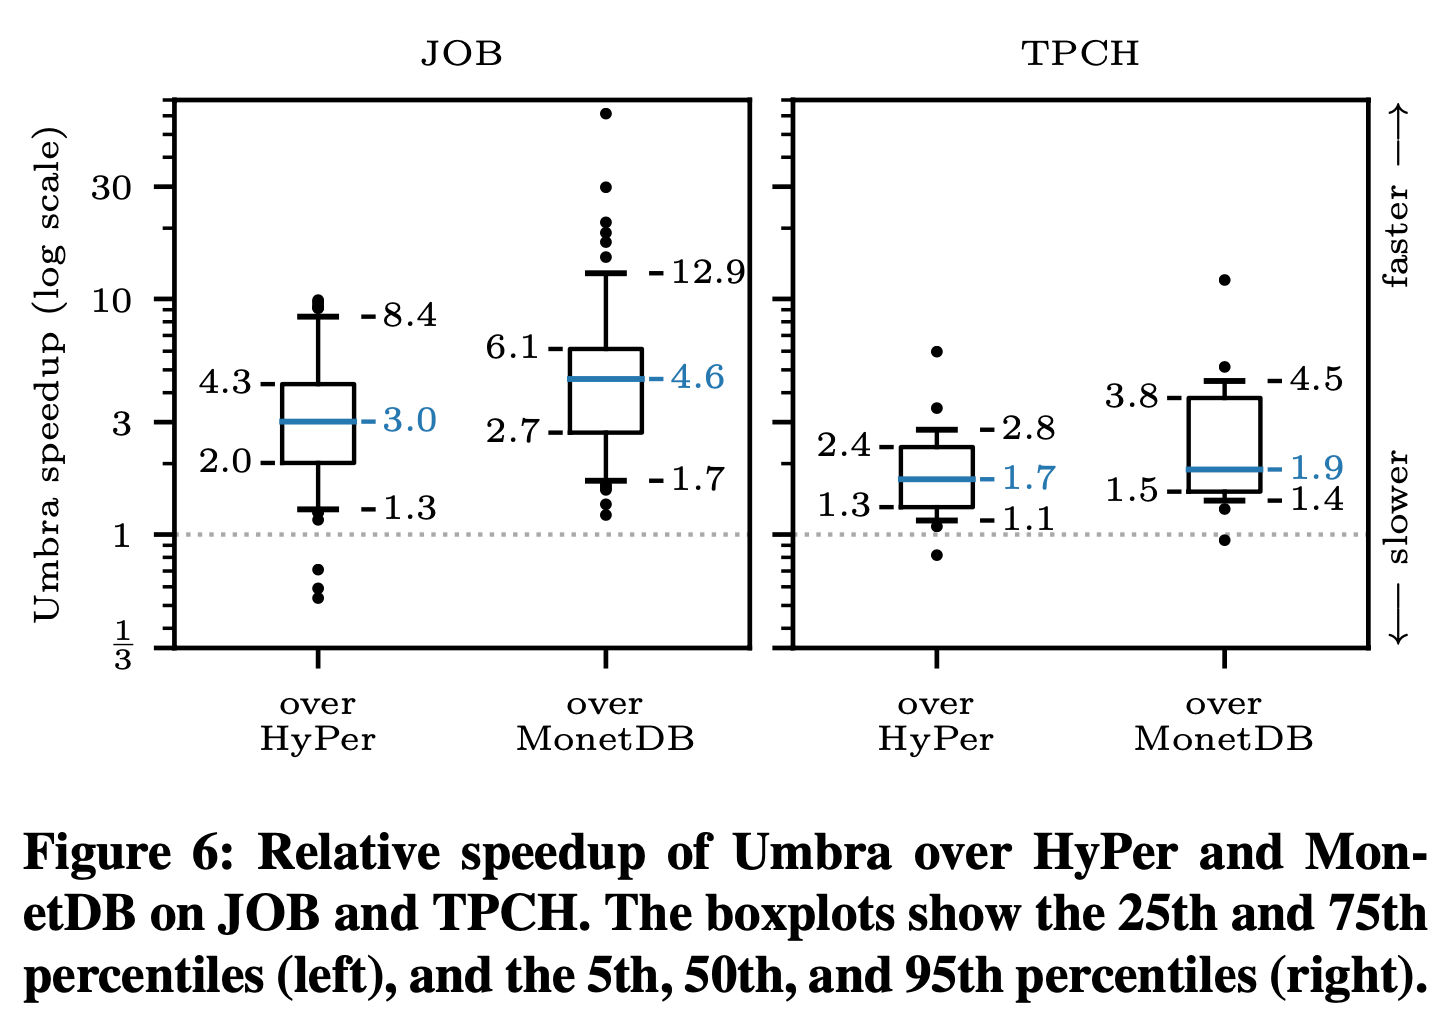 JOB
TPCH
Umbra speedup (log scale)
30
10
3
1
1/3
8.4
4.3
3.0
2.0
1.3
12.9
6.1
4.6
2.7
1.7
2.8
2.4
1.7
1.3
1.1
4.5
3.8
1.9
1.5
1.4
← slower
faster →
over
HyPer
over
MonetDB
over
HyPer
over
MonetDB
Figure 6: Relative speedup of Umbra over HyPer and Mon-
etDB on JOB and TPCH. The boxplots show the 25th and 75th
percentiles (left), and the 5th, 50th, and 95th percentiles (right).